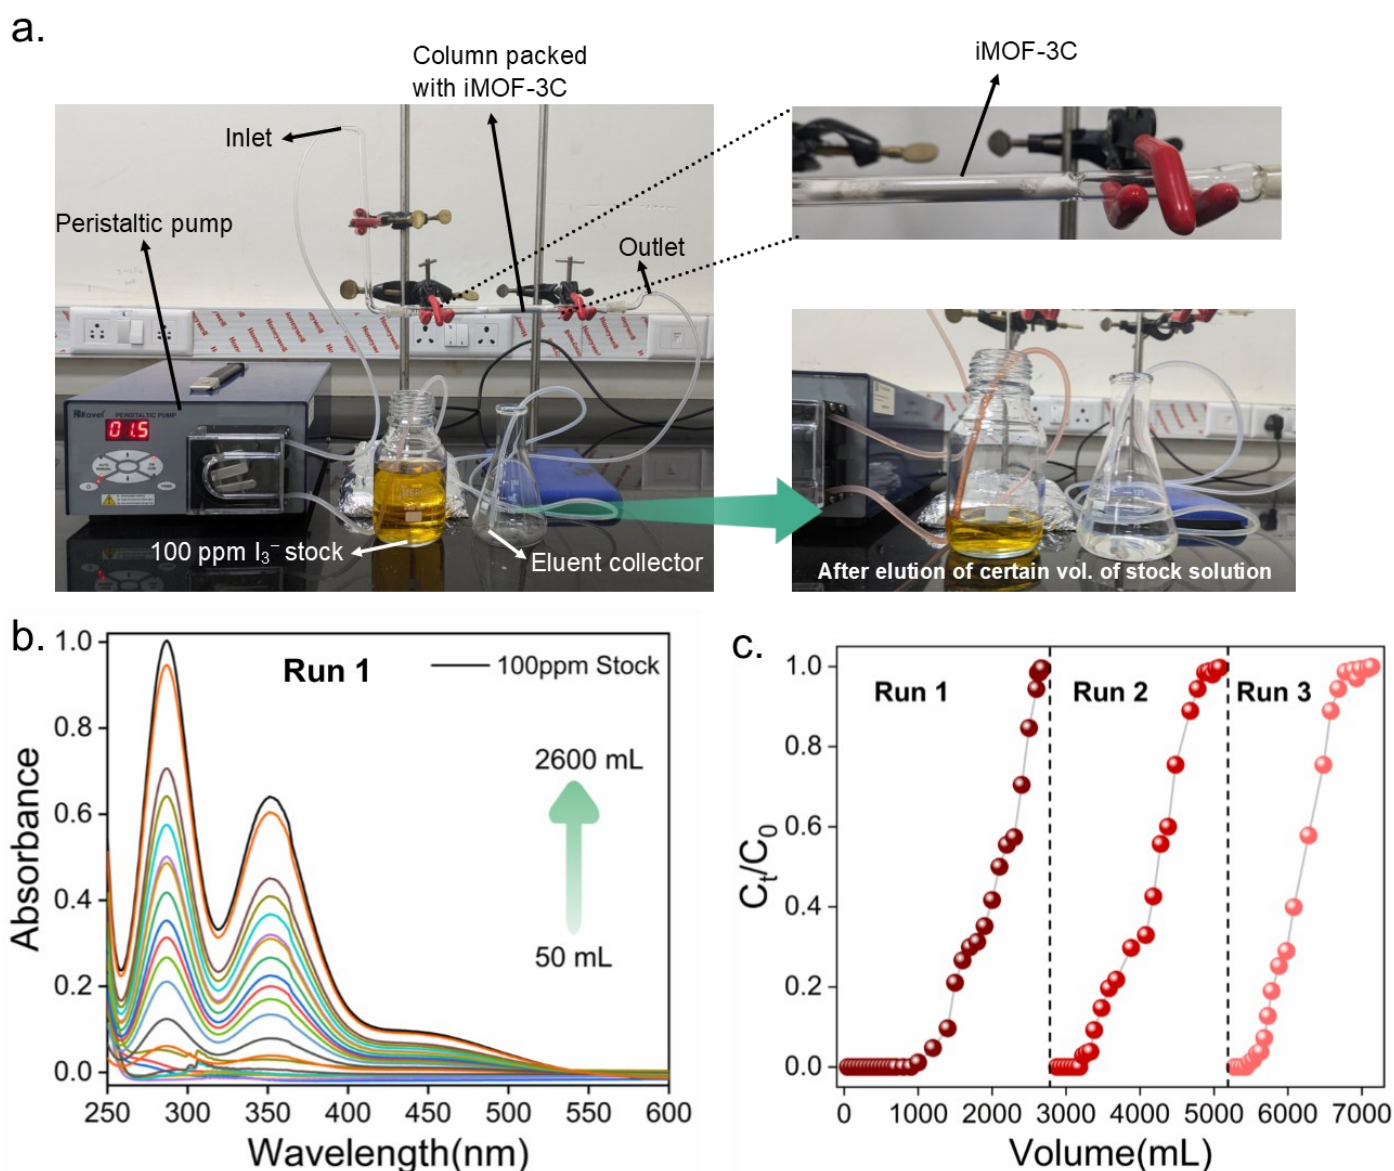 a.
Column packed
with iMOF-3C
iMOF-3C
Inlet
Peristaltic pump
Outlet
PERISTALTIC PUMP
01.5
100 ppm I₃⁻ stock
Eluent collector
After elution of certain vol. of stock solution
b.
Run 1
100ppm Stock
2600 mL
50 mL
Absorbance
1.0
0.8
0.6
0.4
0.2
0.0
250 300 350 400 450 500 550 600
Wavelength(nm)
c.
Run 1
Run 2
Run 3
Cₜ/C₀
1.0
0.8
0.6
0.4
0.2
0.0
0 1000 2000 3000 4000 5000 6000 7000
Volume(mL)